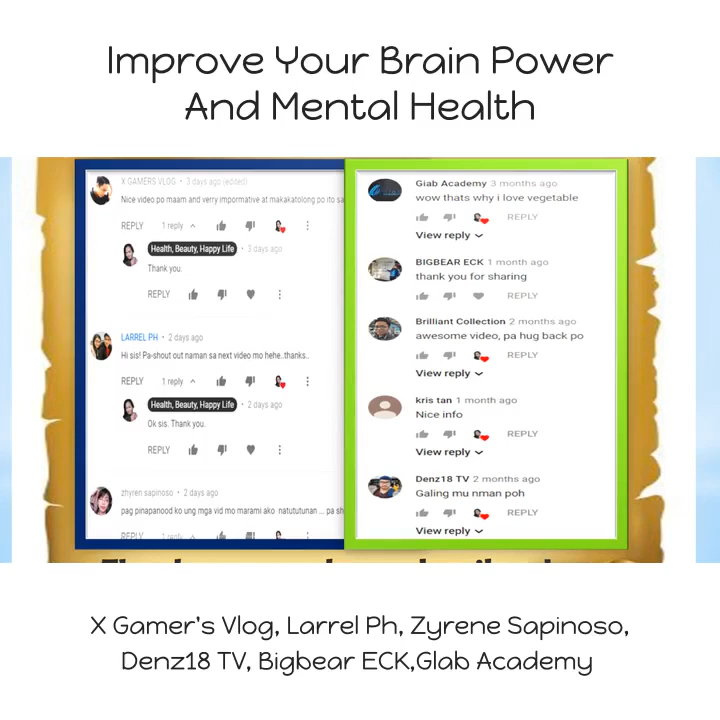 Improve Your Brain Power
And Mental Health
X GAMERS VLOG • 3 days ago (edited)
Nice video po maam and verry impormative at makakatolong po ito sa
REPLY 1 reply
Health, Beauty, Happy Life • 3 days ago
Thank you.
REPLY
LARREL PH • 2 days ago
Hi sis! Pa-shout out naman sa next video mo hehe..thanks..
REPLY 1 reply
Health, Beauty, Happy Life • 2 days ago
Ok sis. Thank you.
REPLY
zhyren sapinoso • 2 days ago
pag pinapanood ko ung mga vid mo marami ako natututunan ... pa sh
REPLY 1 reply
Giab Academy 3 months ago
wow thats why i love vegetable
REPLY
View reply
BIGBEAR ECK 1 month ago
thank you for sharing
REPLY
Brilliant Collection 2 months ago
awesome video, pa hug back po
REPLY
View reply
kris tan 1 month ago
Nice info
REPLY
View reply
Denz18 TV 2 months ago
Galing mu nman poh
REPLY
View reply
X Gamer's Vlog, Larrel Ph, Zyrene Sapinoso,
Denz18 TV, Bigbear ECK,Glab Academy